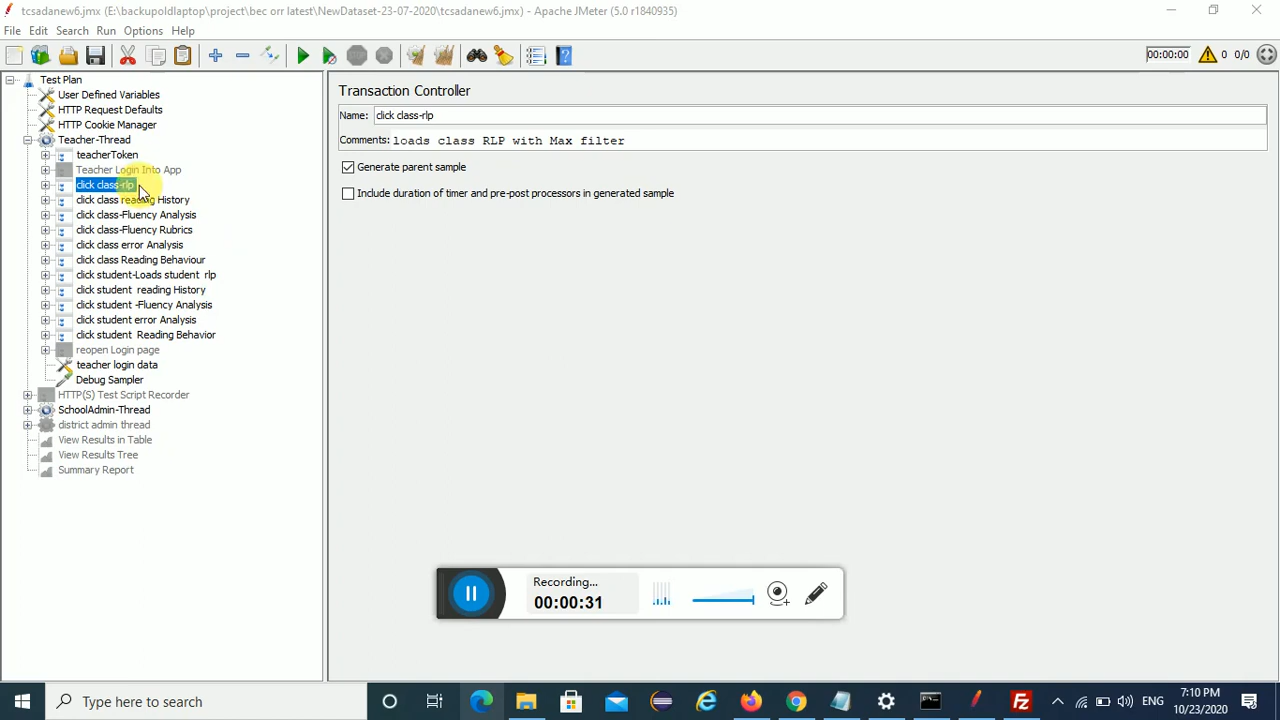 tcsadanew6.jmx (E:\backupoldlaptop\project\bec orr latest\NewDataset-23-07-2020\tcsadanew6.jmx) - Apache JMeter (5.0 r1840935)
File Edit Search Run Options Help
STOP
00:00:00 0 0/0
Test Plan
User Defined Variables
HTTP Request Defaults
HTTP Cookie Manager
Teacher-Thread
teacherToken
Teacher Login Into App
click class-rlp
click class reading History
click class-Fluency Analysis
click class-Fluency Rubrics
click class error Analysis
click class Reading Behaviour
click student-Loads student rlp
click student reading History
click student -Fluency Analysis
click student error Analysis
click student Reading Behavior
reopen Login page
teacher login data
Debug Sampler
HTTP(S) Test Script Recorder
SchoolAdmin-Thread
district admin thread
View Results in Table
View Results Tree
Summary Report
Transaction Controller
Name: click class-rlp
Comments: loads class RLP with Max filter
Generate parent sample
Include duration of timer and pre-post processors in generated sample
Recording...
00:00:31
Type here to search
ENG
7:10 PM
10/23/2020